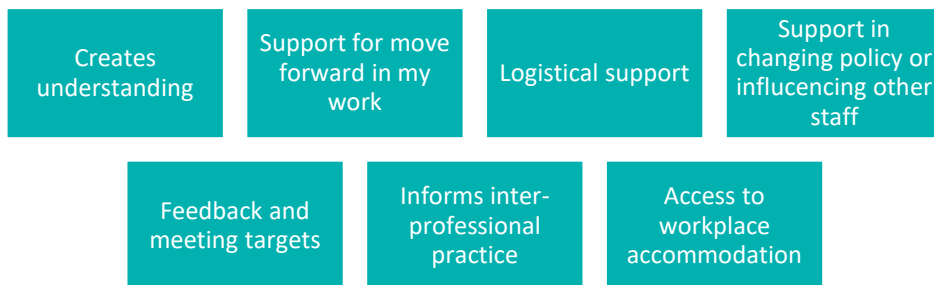 Creates
understanding
Support for move
forward in my
work
Logistical support
Support in
changing policy or
influcencing other
staff
Feedback and
meeting targets
Informs inter-
professional
practice
Access to
workplace
accommodation